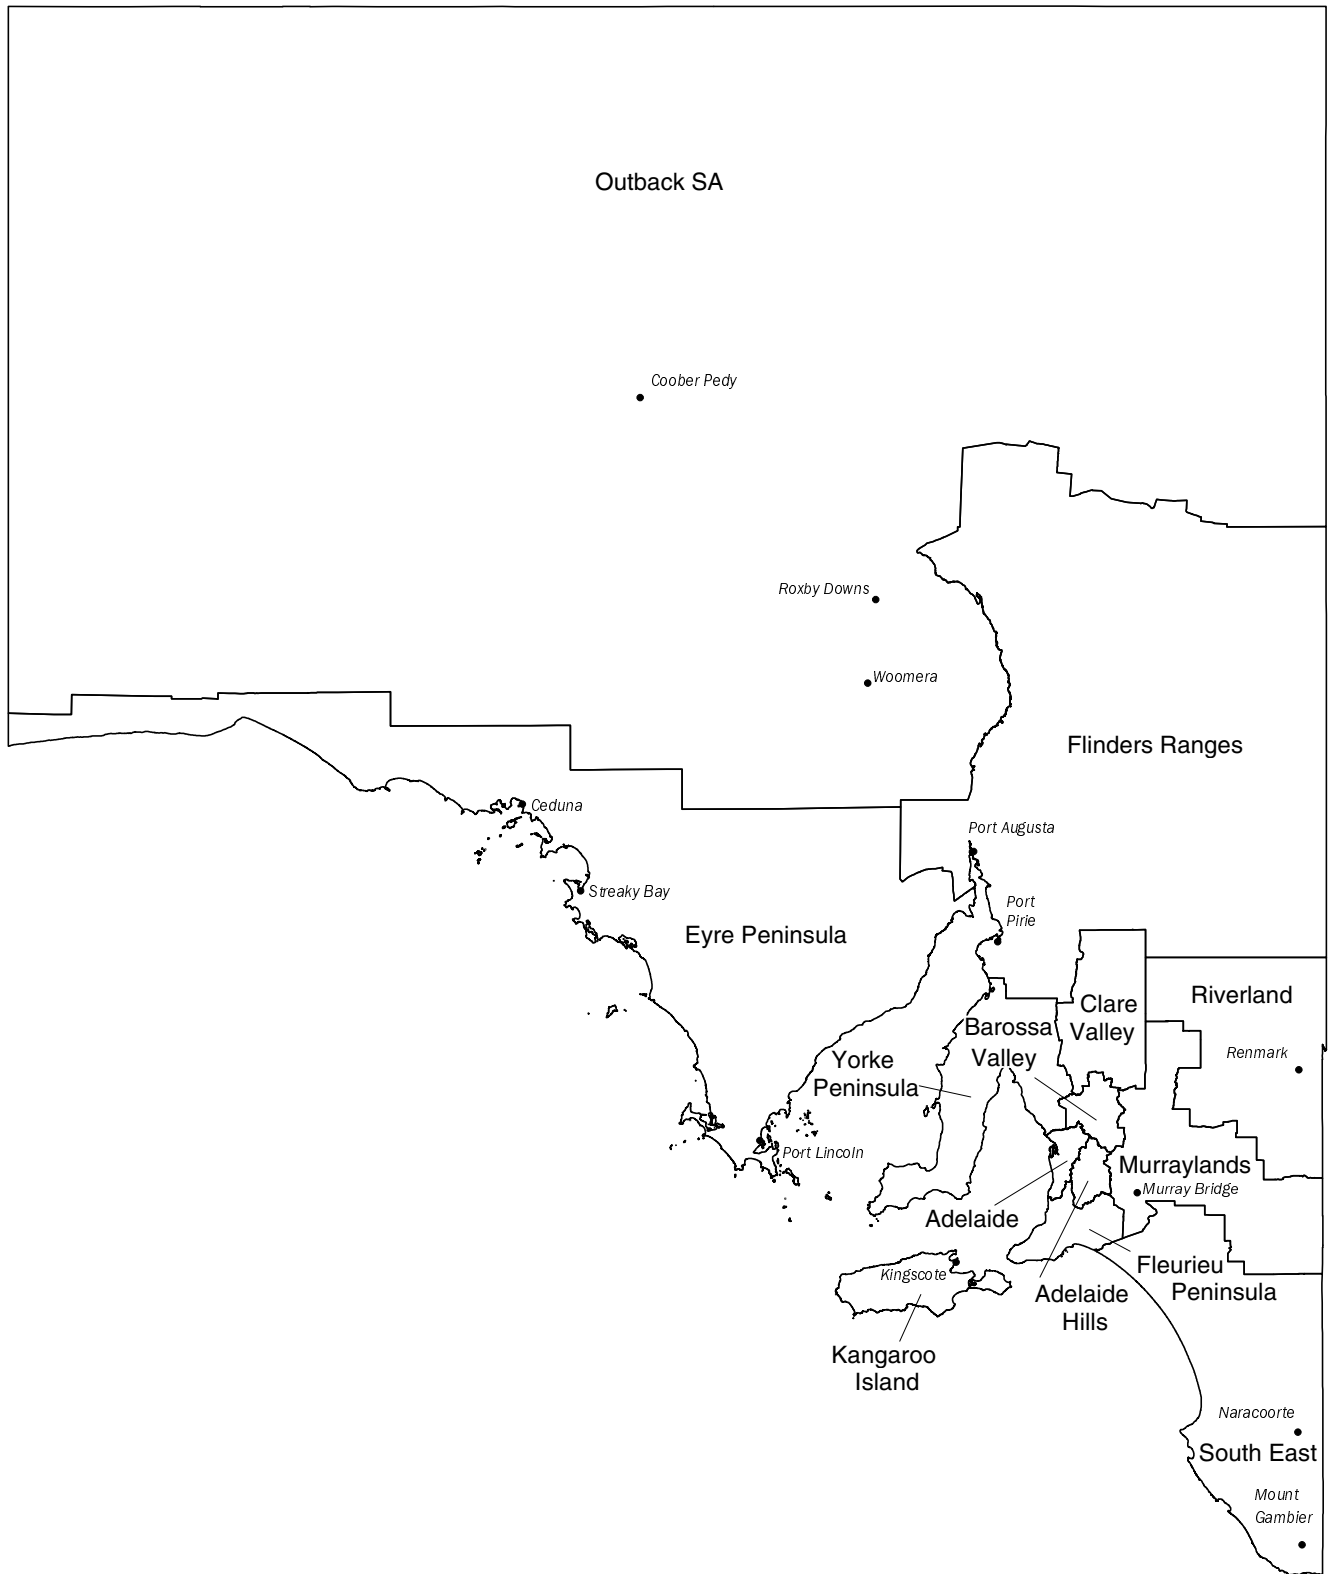 Outback SA
Coober Pedy
Roxby Downs
Woomera
Flinders Ranges
Ceduna
Port Augusta
Streaky Bay
Port
Pirie
Eyre Peninsula
Riverland
Clare
Valley
Barossa
Valley
Renmark
Yorke
Peninsula
Port Lincoln
Murraylands
Murray Bridge
Adelaide
Fleurieu
Peninsula
Kingscote
Adelaide
Hills
Kangaroo
Island
Naracoorte
South East
Mount
Gambier